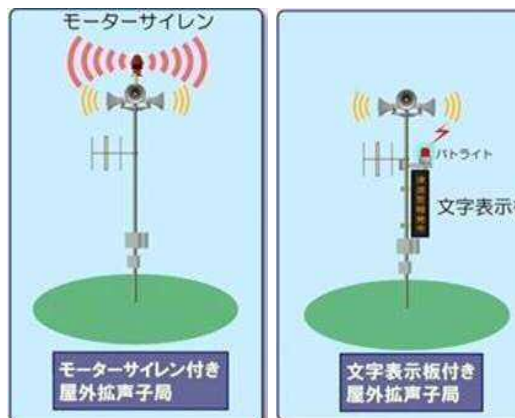 モーターサイレン
モーターサイレン付き
屋外拡声子局
パトライト
文字表示
文字表示板付き
屋外拡声子局